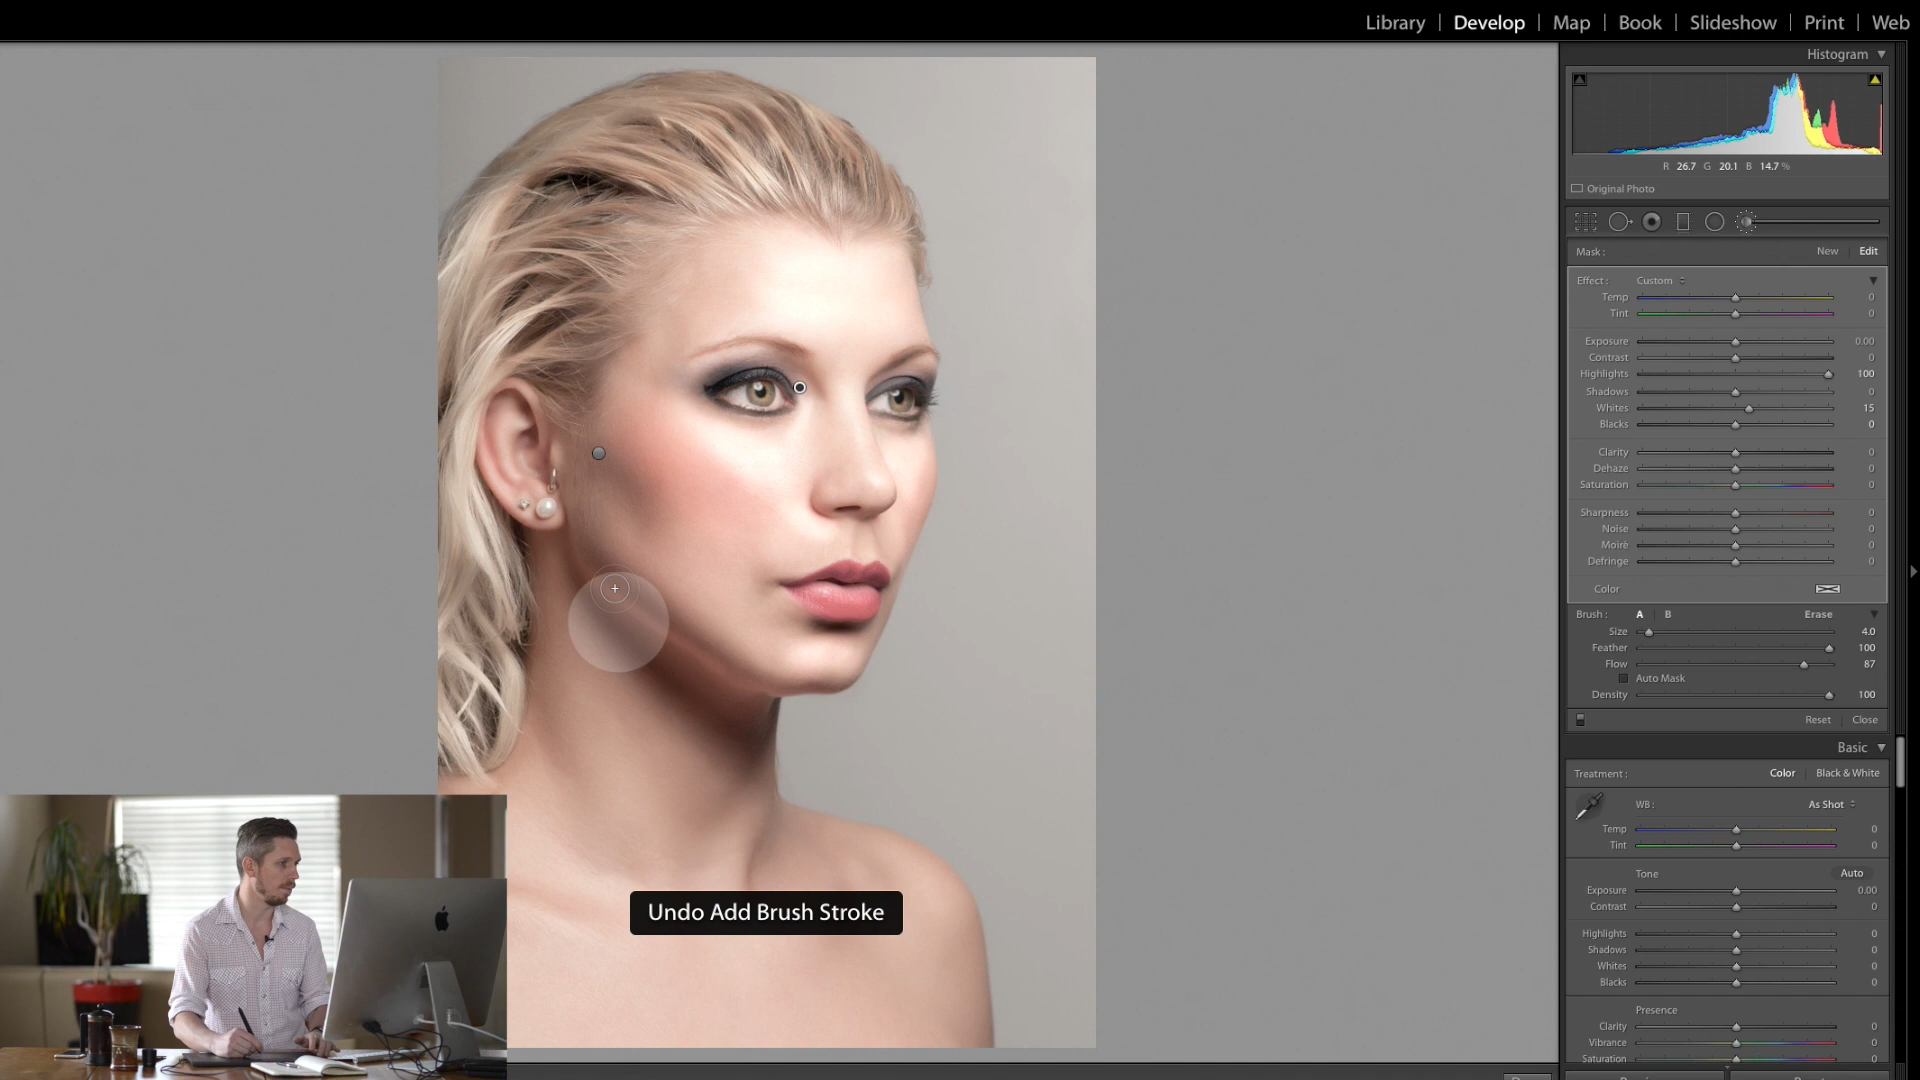 Library | Develop | Map | Book | Slideshow | Print | Web
Histogram
R 26.7 G 20.1 B 14.7 %
Original Photo
Mask : New Edit
Effect : Custom
Temp 0
Tint 0
Exposure 0.00
Contrast 0
Highlights 100
Shadows 0
Whites 15
Blacks 0
Clarity 0
Dehaze 0
Saturation 0
Sharpness 0
Noise 0
Moiré 0
Defringe 0
Color
Brush : A | B Erase
Size 4.0
Feather 100
Flow 87
Auto Mask
Density 100
Reset | Close
Basic
Treatment : Color | Black & White
WB : As Shot
Temp 0
Tint 0
Tone Auto
Exposure 0.00
Contrast 0
Highlights 0
Shadows 0
Whites 0
Blacks 0
Presence
Clarity 0
Vibrance 0
Saturation 0
Undo Add Brush Stroke